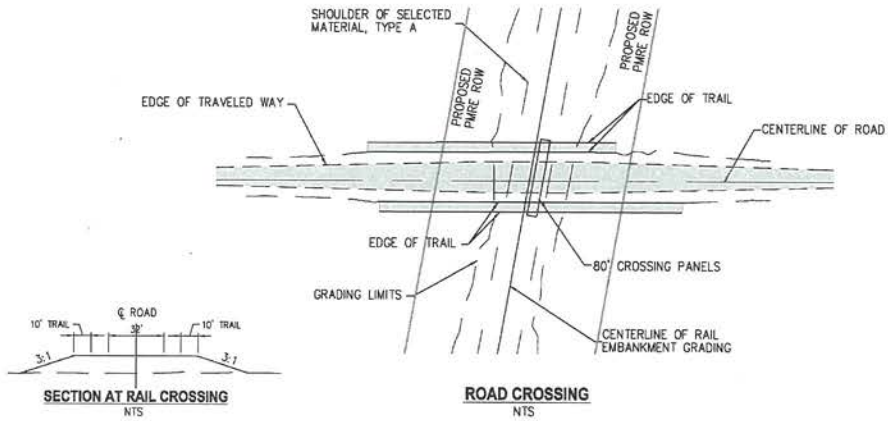 SHOULDER OF SELECTED
MATERIAL, TYPE A
PROPOSED
PMRE ROW
PROPOSED
PMRE ROW
EDGE OF TRAVELED WAY
EDGE OF TRAIL
CENTERLINE OF ROAD
EDGE OF TRAIL
80' CROSSING PANELS
GRADING LIMITS
CENTERLINE OF RAIL
EMBANKMENT GRADING
℄ ROAD
10' TRAIL
32'
10' TRAIL
3:1
3:1
SECTION AT RAIL CROSSING
NTS
ROAD CROSSING
NTS